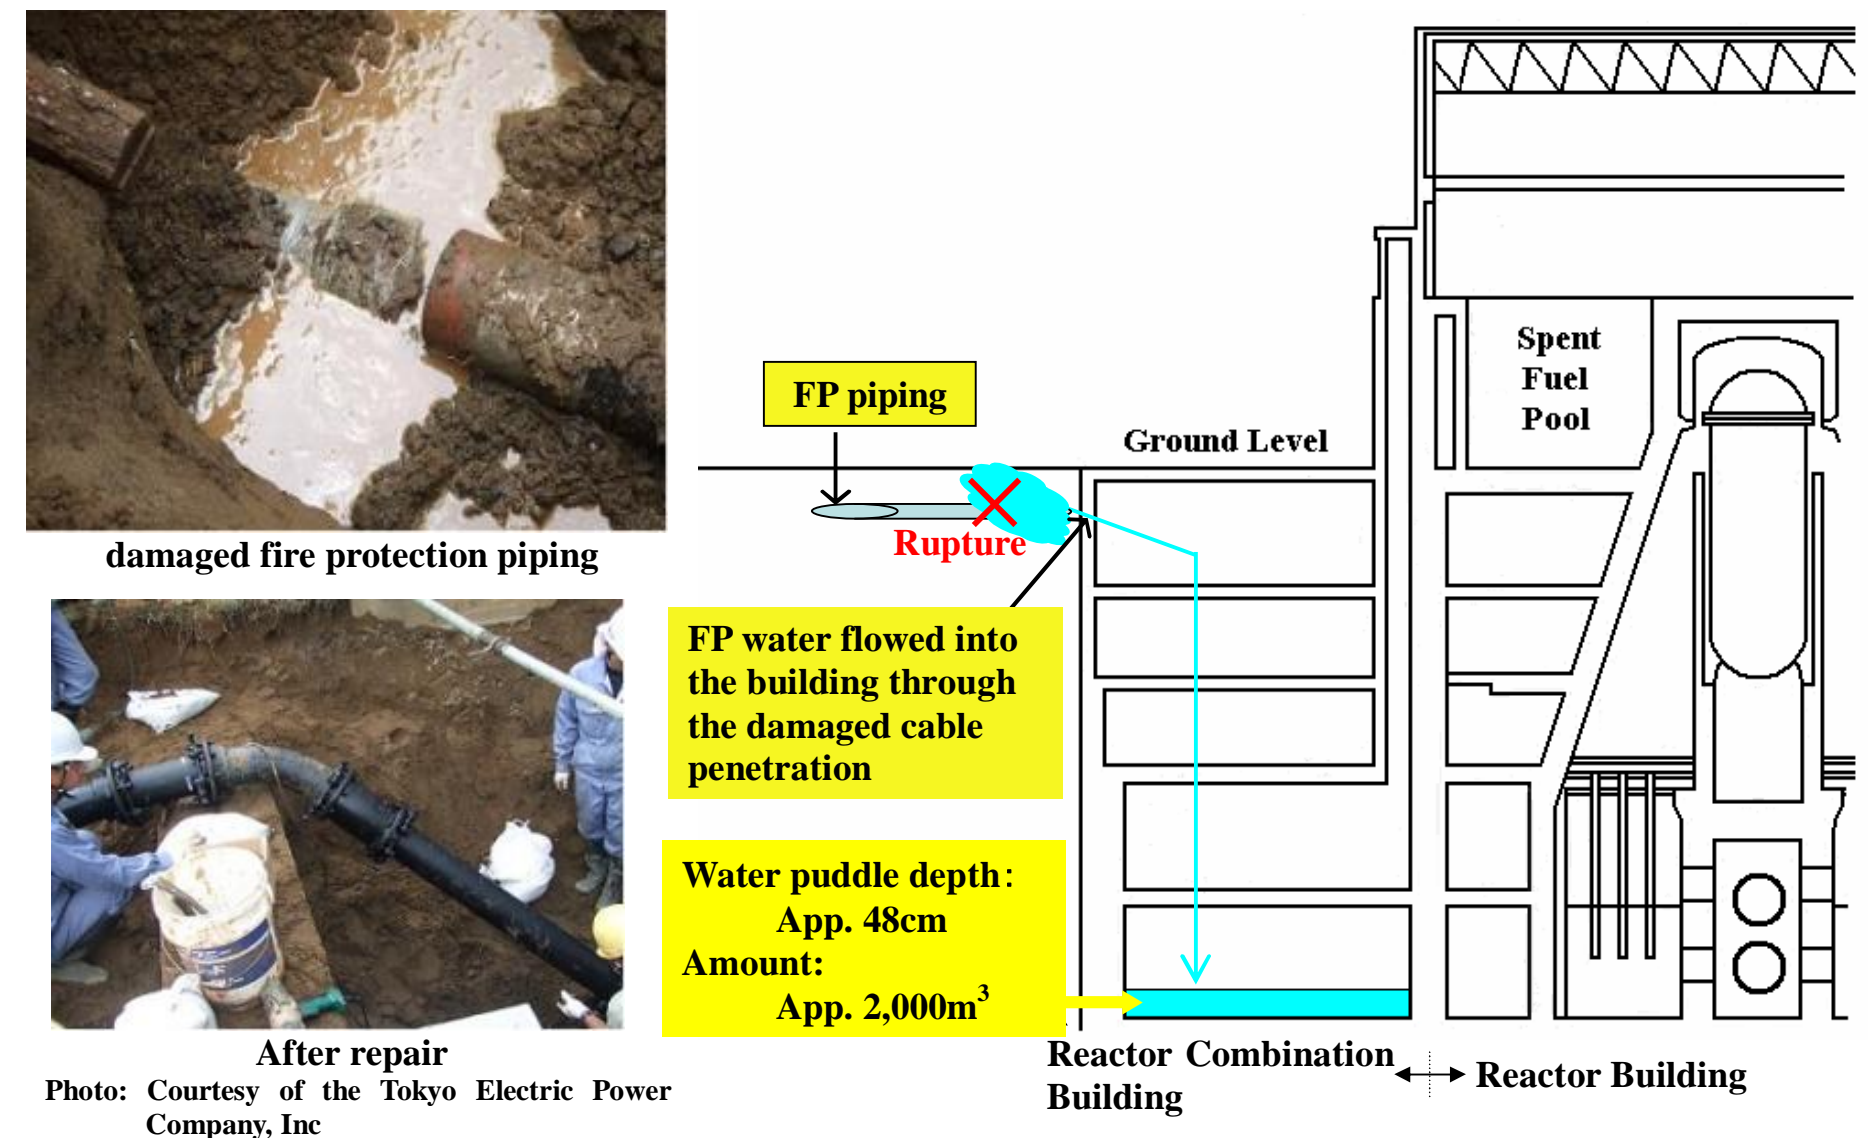 damaged fire protection piping
After repair
Photo: Courtesy of the Tokyo Electric Power
Company, Inc
FP piping
Ground Level
Rupture
FP water flowed into
the building through
the damaged cable
penetration
Water puddle depth:
App. 48cm
Amount:
App. 2,000m³
Spent
Fuel
Pool
Reactor Combination
Building
Reactor Building